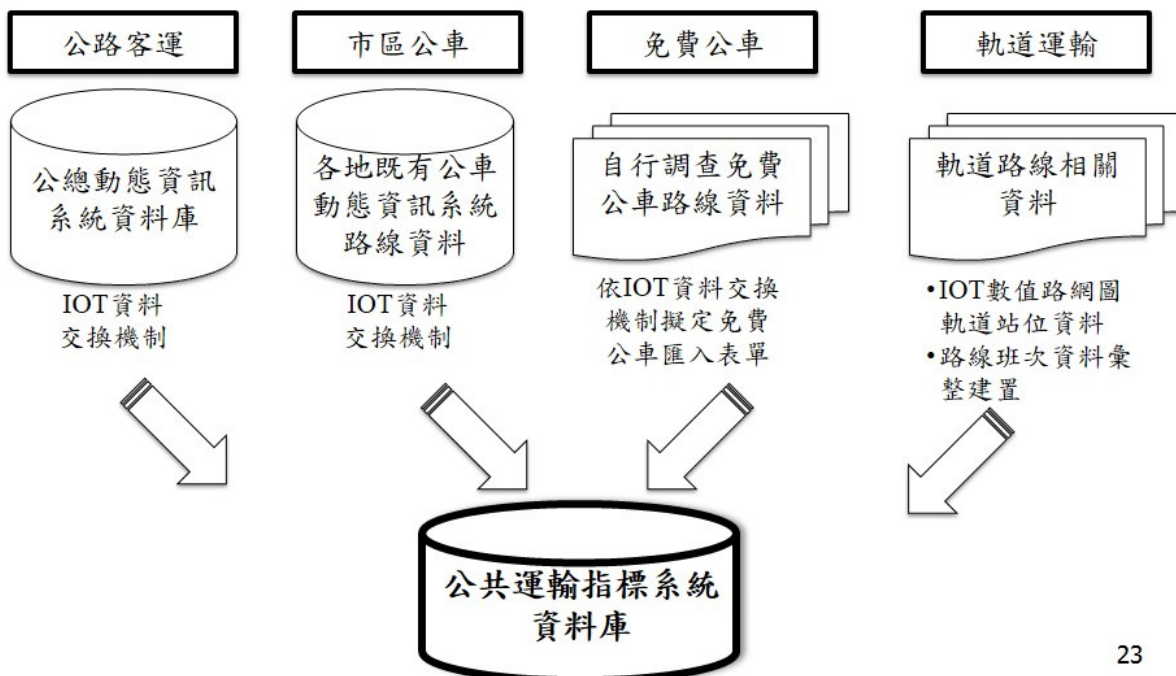 公路客運
市區公車
免費公車
軌道運輸
公總動態資訊
系統資料庫
各地既有公車
動態資訊系統
路線資料
自行調查免費
公車路線資料
軌道路線相關
資料
IOT資料
交換機制
IOT資料
交換機制
依IOT資料交換
機制擬定免費
公車匯入表單
•IOT數值路網圖
軌道站位資料
•路線班次資料彙
整建置
公共運輸指標系統
資料庫
23